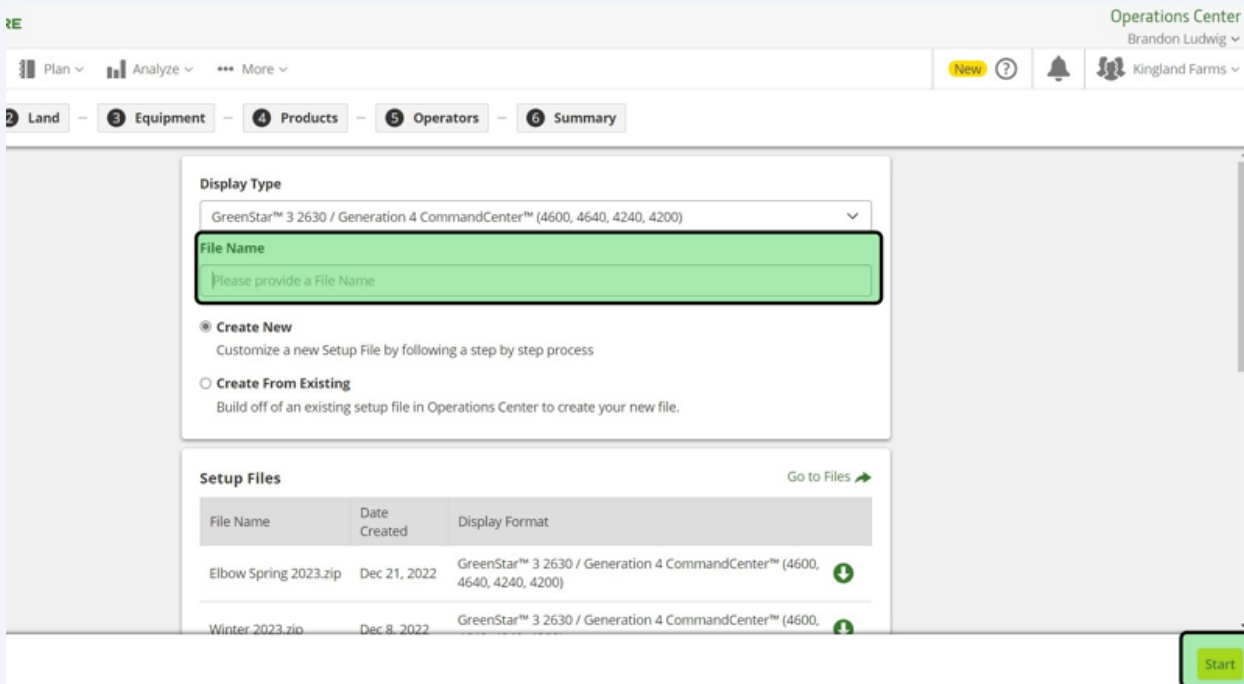 RE
Operations Center
Brandon Ludwig
Plan
Analyze
More
New
Kingland Farms
2 Land
3 Equipment
4 Products
5 Operators
6 Summary
Display Type
GreenStar™ 3 2630 / Generation 4 CommandCenter™ (4600, 4640, 4240, 4200)
File Name
Please provide a File Name
Create New
Customize a new Setup File by following a step by step process
Create From Existing
Build off of an existing setup file in Operations Center to create your new file.
Setup Files
Go to Files
File Name
Date
Created
Display Format
Elbow Spring 2023.zip
Dec 21, 2022
GreenStar™ 3 2630 / Generation 4 CommandCenter™ (4600,
4640, 4240, 4200)
Winter 2023.zip
Dec 8, 2022
GreenStar™ 3 2630 / Generation 4 CommandCenter™ (4600,
Start